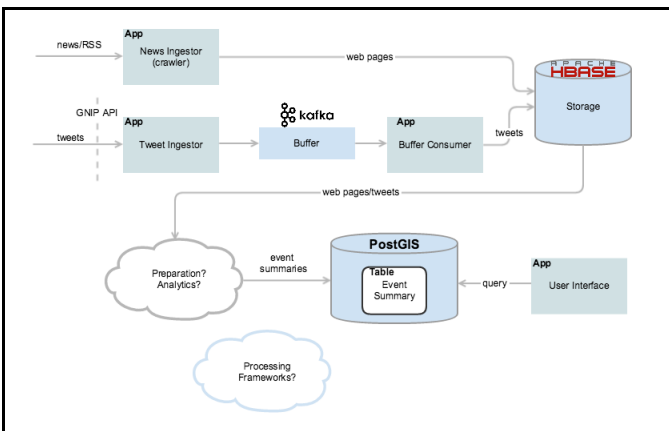 App
news/RSS
News Ingestor
(crawler)
web pages
APACHE
HBASE
Storage
GNIP API
App
tweets
Tweet Ingestor
kafka
Buffer
App
Buffer Consumer
tweets
web pages/tweets
Preparation?
Analytics?
event
summaries
PostGIS
Table
Event
Summary
query
App
User Interface
Processing
Frameworks?